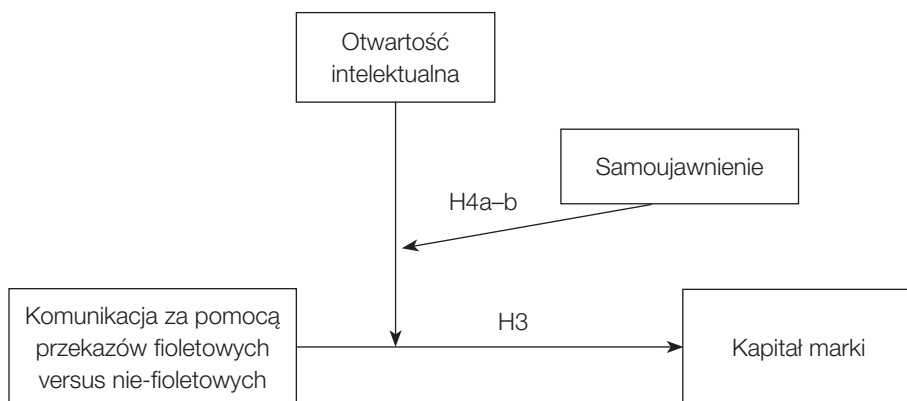 Otwartość
intelektualna
Samoujawnienie
H4a–b
Komunikacja za pomocą
przekazów fioletowych
versus nie-fioletowych
H3
Kapitał marki